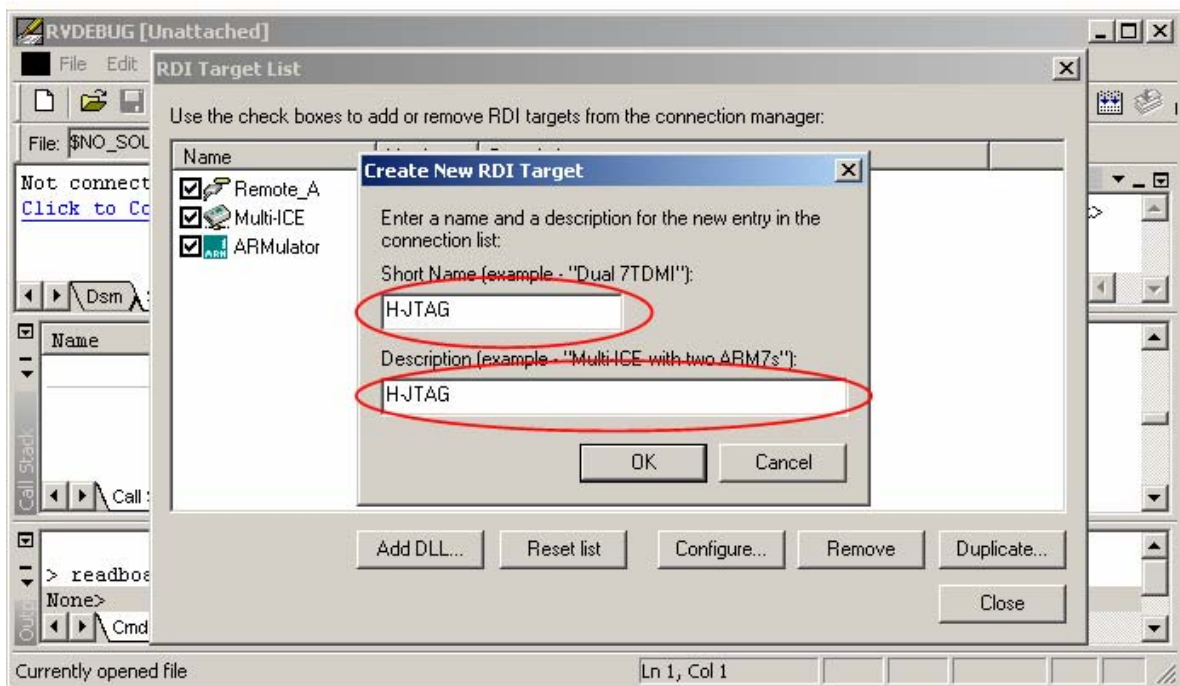 RVDEBUG [Unattached]
File Edit
RDI Target List
Use the check boxes to add or remove RDI targets from the connection manager:
File: $NO_SOU
Name
Not connect
Click to Co
Remote_A
Multi-ICE
ARMulator
Create New RDI Target
Enter a name and a description for the new entry in the
connection list:
Short Name (example - "Dual 7TDMI"):
H-JTAG
Description (example - "Multi-ICE with two ARM7s"):
H-JTAG
OK Cancel
Dsm
Name
Call Stack
Call
Add DLL... Reset list Configure... Remove Duplicate...
Close
> readboa
None>
Cmd
Currently opened file
Ln 1, Col 1